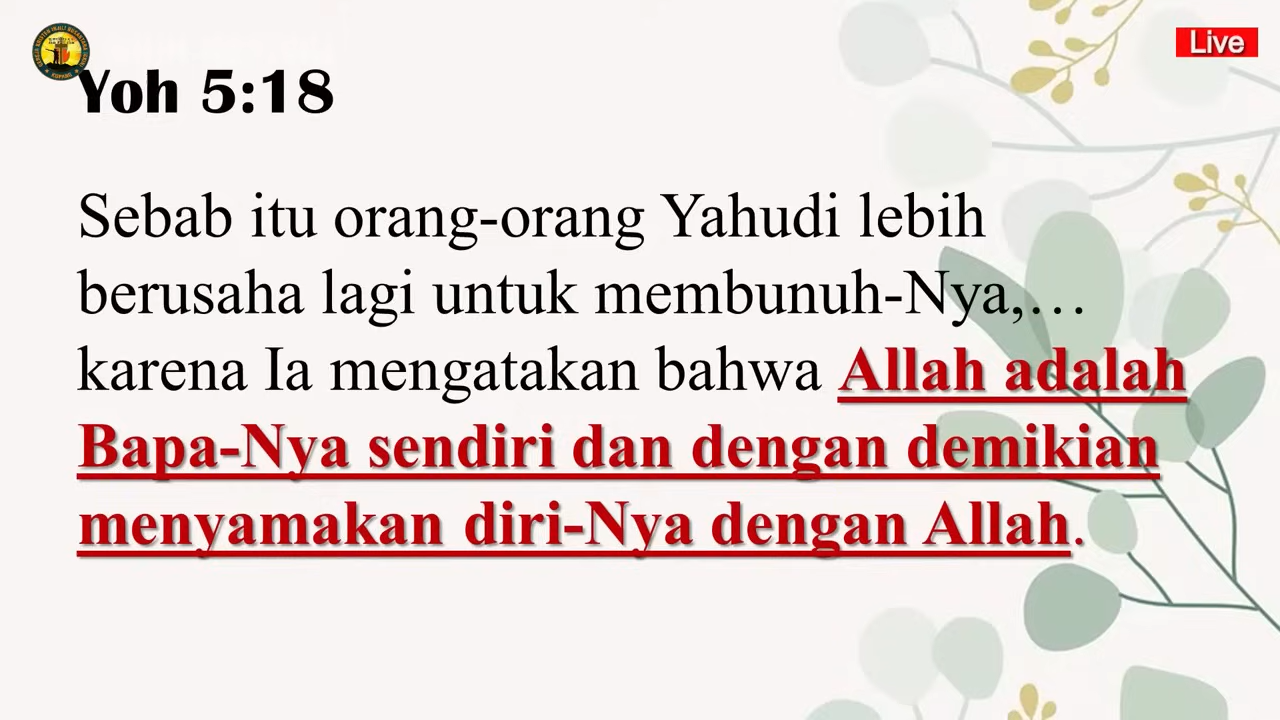 Live
Yoh 5:18
Sebab itu orang-orang Yahudi lebih
berusaha lagi untuk membunuh-Nya,…
karena Ia mengatakan bahwa Allah adalah
Bapa-Nya sendiri dan dengan demikian
menyamakan diri-Nya dengan Allah.